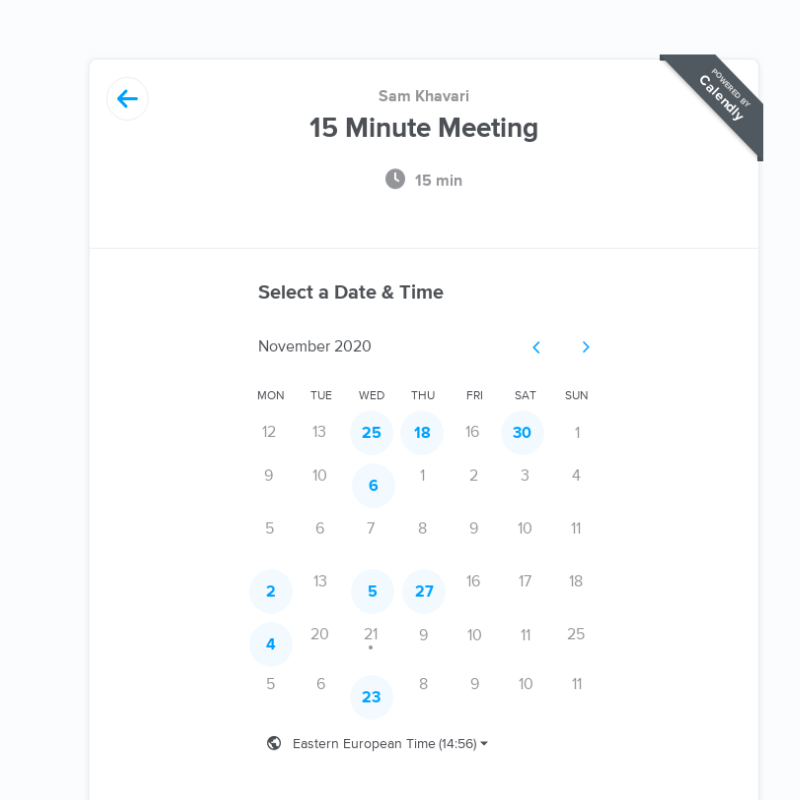 POWERED BY
Calendly
Sam Khavari
15 Minute Meeting
15 min
Select a Date & Time
November 2020
MON TUE WED THU FRI SAT SUN
12 13 25 18 16 30 1
9 10 6 1 2 3 4
5 6 7 8 9 10 11
2 13 5 27 16 17 18
4 20 21 9 10 11 25
5 6 23 8 9 10 11
Eastern European Time (14:56)